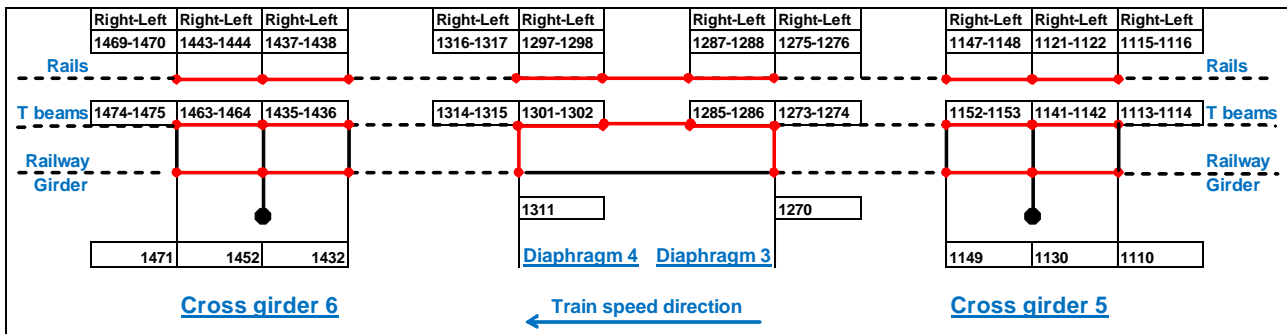 Right-Left Right-Left Right-Left Right-Left Right-Left Right-Left Right-Left Right-Left Right-Left Right-Left
1469-1470 1443-1444 1437-1438 1316-1317 1297-1298 1287-1288 1275-1276 1147-1148 1121-1122 1115-1116
Rails Rails
T beams 1474-1475 1463-1464 1435-1436 1314-1315 1301-1302 1285-1286 1273-1274 1152-1153 1141-1142 1113-1114 T beams
Railway Railway
Girder Girder
1311 1270
1471 1452 1432 Diaphragm 4 Diaphragm 3 1149 1130 1110
Cross girder 6 Train speed direction Cross girder 5